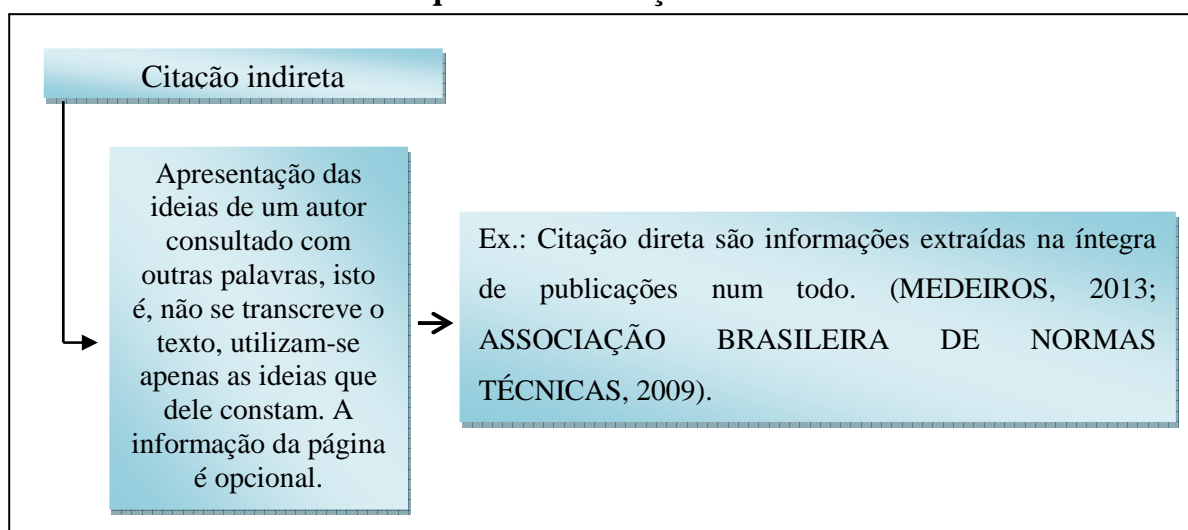 Citação indireta
Apresentação das
ideias de um autor
consultado com
outras palavras, isto
é, não se transcreve o
texto, utilizam-se
apenas as ideias que
dele constam. A
informação da página
é opcional.
Ex.: Citação direta são informações extraídas na íntegra
de publicações num todo. (MEDEIROS, 2013;
ASSOCIAÇÃO BRASILEIRA DE NORMAS
TÉCNICAS, 2009).